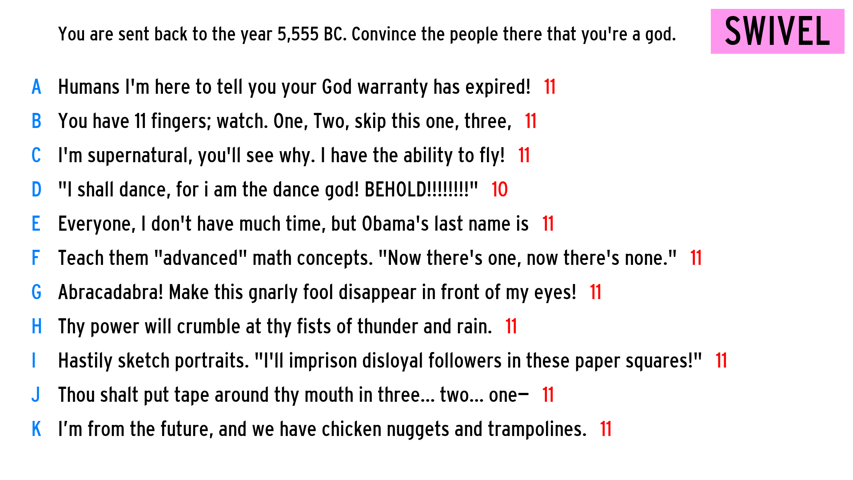 You are sent back to the year 5,555 BC. Convince the people there that you're a god.
SWIVEL
A Humans I'm here to tell you your God warranty has expired! 11
B You have 11 fingers; watch. One, Two, skip this one, three, 11
C I'm supernatural, you'll see why. I have the ability to fly! 11
D "I shall dance, for i am the dance god! BEHOLD!!!!!!!!" 10
E Everyone, I don't have much time, but Obama's last name is 11
F Teach them "advanced" math concepts. "Now there's one, now there's none." 11
G Abracadabra! Make this gnarly fool disappear in front of my eyes! 11
H Thy power will crumble at thy fists of thunder and rain. 11
I Hastily sketch portraits. "I'll imprison disloyal followers in these paper squares!" 11
J Thou shalt put tape around thy mouth in three... two... one– 11
K I’m from the future, and we have chicken nuggets and trampolines. 11